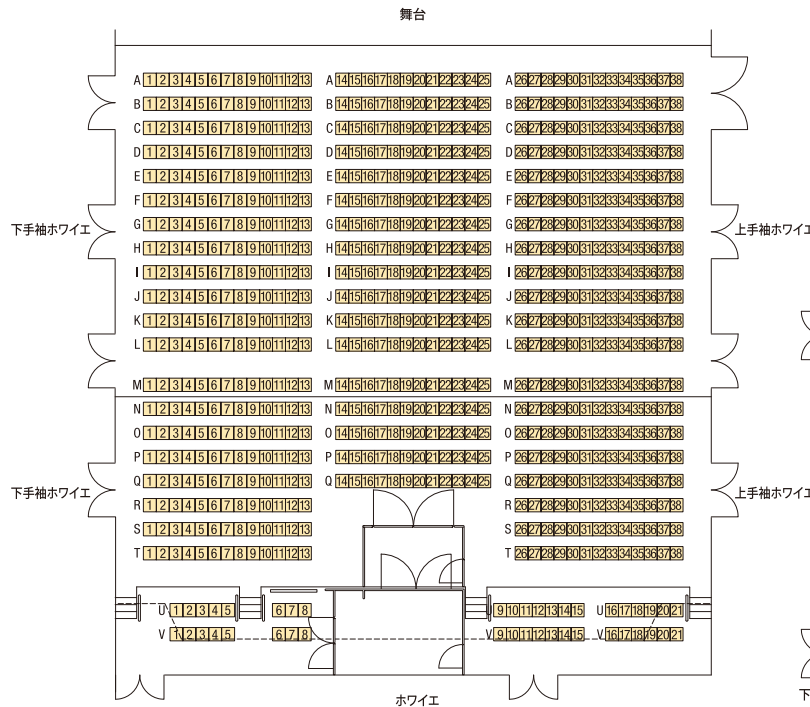 舞台
A 1 2 3 4 5 6 7 8 9 10 11 12 13 A 14 15 16 17 18 19 20 21 22 23 24 25 A 26 27 28 29 30 31 32 33 34 35 36 37 38
B 1 2 3 4 5 6 7 8 9 10 11 12 13 B 14 15 16 17 18 19 20 21 22 23 24 25 B 26 27 28 29 30 31 32 33 34 35 36 37 38
C 1 2 3 4 5 6 7 8 9 10 11 12 13 C 14 15 16 17 18 19 20 21 22 23 24 25 C 26 27 28 29 30 31 32 33 34 35 36 37 38
D 1 2 3 4 5 6 7 8 9 10 11 12 13 D 14 15 16 17 18 19 20 21 22 23 24 25 D 26 27 28 29 30 31 32 33 34 35 36 37 38
E 1 2 3 4 5 6 7 8 9 10 11 12 13 E 14 15 16 17 18 19 20 21 22 23 24 25 E 26 27 28 29 30 31 32 33 34 35 36 37 38
F 1 2 3 4 5 6 7 8 9 10 11 12 13 F 14 15 16 17 18 19 20 21 22 23 24 25 F 26 27 28 29 30 31 32 33 34 35 36 37 38
下手袖ホワイエ G 1 2 3 4 5 6 7 8 9 10 11 12 13 G 14 15 16 17 18 19 20 21 22 23 24 25 G 26 27 28 29 30 31 32 33 34 35 36 37 38 上手袖ホワイエ
H 1 2 3 4 5 6 7 8 9 10 11 12 13 H 14 15 16 17 18 19 20 21 22 23 24 25 H 26 27 28 29 30 31 32 33 34 35 36 37 38
I 1 2 3 4 5 6 7 8 9 10 11 12 13 I 14 15 16 17 18 19 20 21 22 23 24 25 I 26 27 28 29 30 31 32 33 34 35 36 37 38
J 1 2 3 4 5 6 7 8 9 10 11 12 13 J 14 15 16 17 18 19 20 21 22 23 24 25 J 26 27 28 29 30 31 32 33 34 35 36 37 38
K 1 2 3 4 5 6 7 8 9 10 11 12 13 K 14 15 16 17 18 19 20 21 22 23 24 25 K 26 27 28 29 30 31 32 33 34 35 36 37 38
L 1 2 3 4 5 6 7 8 9 10 11 12 13 L 14 15 16 17 18 19 20 21 22 23 24 25 L 26 27 28 29 30 31 32 33 34 35 36 37 38
M 1 2 3 4 5 6 7 8 9 10 11 12 13 M 14 15 16 17 18 19 20 21 22 23 24 25 M 26 27 28 29 30 31 32 33 34 35 36 37 38
N 1 2 3 4 5 6 7 8 9 10 11 12 13 N 14 15 16 17 18 19 20 21 22 23 24 25 N 26 27 28 29 30 31 32 33 34 35 36 37 38
O 1 2 3 4 5 6 7 8 9 10 11 12 13 O 14 15 16 17 18 19 20 21 22 23 24 25 O 26 27 28 29 30 31 32 33 34 35 36 37 38
P 1 2 3 4 5 6 7 8 9 10 11 12 13 P 14 15 16 17 18 19 20 21 22 23 24 25 P 26 27 28 29 30 31 32 33 34 35 36 37 38
下手袖ホワイエ Q 1 2 3 4 5 6 7 8 9 10 11 12 13 Q 14 15 16 17 18 19 20 21 22 23 24 25 Q 26 27 28 29 30 31 32 33 34 35 36 37 38 上手袖ホワイエ
R 1 2 3 4 5 6 7 8 9 10 11 12 13 R 26 27 28 29 30 31 32 33 34 35 36 37 38
S 1 2 3 4 5 6 7 8 9 10 11 12 13 S 26 27 28 29 30 31 32 33 34 35 36 37 38
T 1 2 3 4 5 6 7 8 9 10 11 12 13 T 26 27 28 29 30 31 32 33 34 35 36 37 38
U 1 2 3 4 5 6 7 8 U 9 10 11 12 13 14 15 U 16 17 18 19 20 21
V 1 2 3 4 5 6 7 8 V 9 10 11 12 13 14 15 V 16 17 18 19 20 21
ホワイエ 下